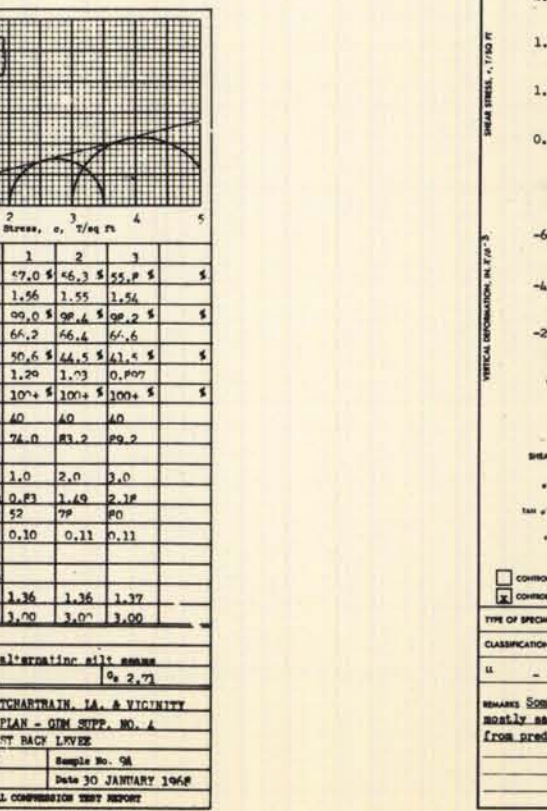 2 3 4 5
Stress, σ, T/sq ft
1 2 3
57.0 % 56.3 % 55.8 % %
1.56 1.55 1.54
99.0 % 98.4 % 98.2 % %
66.2 66.4 66.6
50.6 % 44.5 % 41.5 % %
1.29 1.03 0.897
100+ % 100+ % 100+ %
40 40 40
74.0 83.2 89.2
1.0 2.0 3.0
0.83 1.49 2.18
52 78 80
0.10 0.11 0.11
1.36 1.36 1.37
3.00 3.00 3.00
alternating silt seams
Gs 2.71
TCHARTRAIN, LA. & VICINITY
PLAN - GDM SUPP. NO. 4
ST BACK LEVEE
Sample No. 9A
Date 30 JANUARY 1968
L COMPRESSION TEST REPORT
SHEAR STRESS, τ, T/SQ FT
1.
1.
0.
VERTICAL DEFORMATION, IN. X 10⁻³
-6
-4
-2
SHEA
TAN
CONTRO
x CONTRO
TYPE OF SPECIM
CLASSIFICATION
LL -
REMARKS Som
mostly sa
from pred